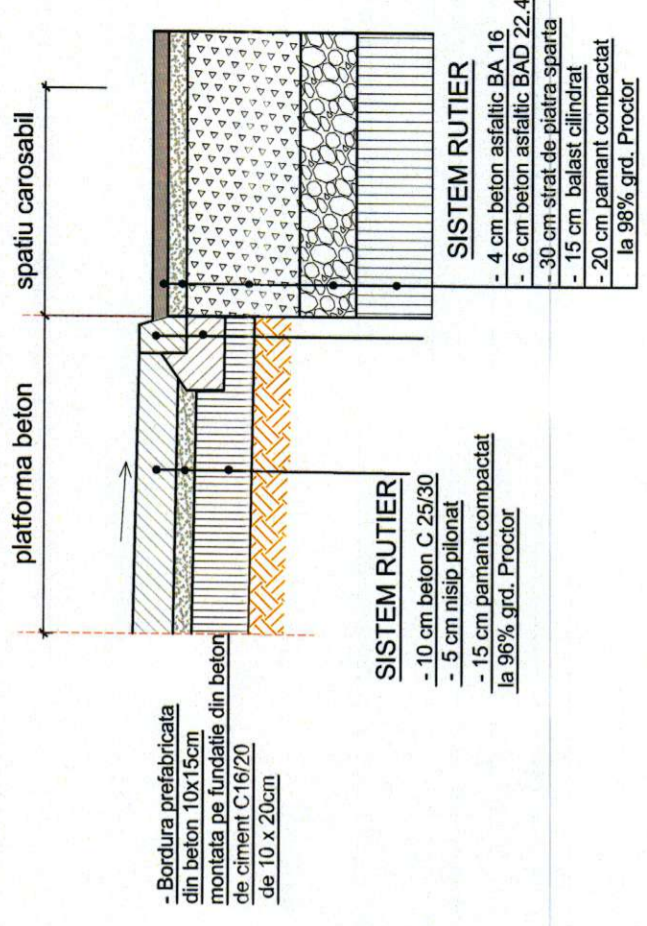 platforma beton
spatiu carosabil
- Bordura prefabricata
din beton 10x15cm
montata pe fundatie din beton
de ciment C16/20
de 10 x 20cm
SISTEM RUTIER
- 10 cm beton C 25/30
- 5 cm nisip pilonat
- 15 cm pamant compactat
la 96% grd. Proctor
SISTEM RUTIER
- 4 cm beton asfaltic BA 16
- 6 cm beton asfaltic BAD 22.4
- 30 cm strat de piatra sparta
- 15 cm balast cilindrat
- 20 cm pamant compactat
la 98% grd. Proctor